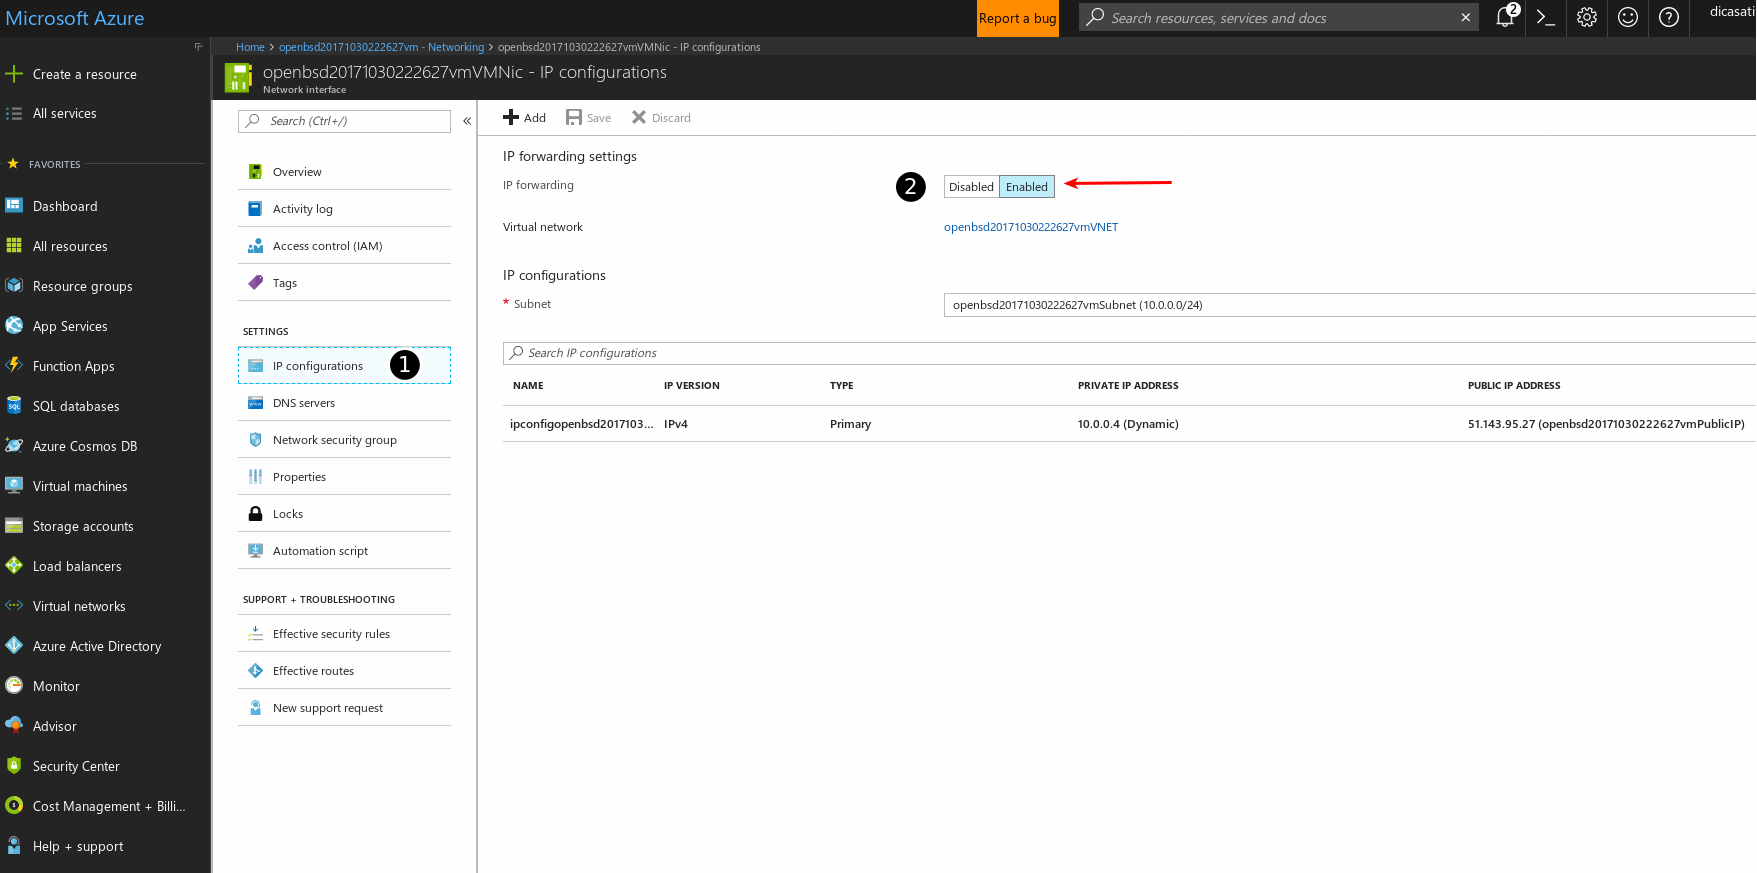 Microsoft Azure
Report a bug
Search resources, services and docs
2
dicasati
Home > openbsd20171030222627vm - Networking > openbsd20171030222627vmVMNic - IP configurations
openbsd20171030222627vmVMNic - IP configurations
Network interface
Create a resource
All services
FAVORITES
Dashboard
All resources
Resource groups
App Services
Function Apps
SQL databases
Azure Cosmos DB
Virtual machines
Storage accounts
Load balancers
Virtual networks
Azure Active Directory
Monitor
Advisor
Security Center
Cost Management + Billi...
Help + support
Search (Ctrl+/)
Overview
Activity log
Access control (IAM)
Tags
SETTINGS
IP configurations 1
DNS servers
Network security group
Properties
Locks
Automation script
SUPPORT + TROUBLESHOOTING
Effective security rules
Effective routes
New support request
Add Save Discard
IP forwarding settings
IP forwarding 2 Disabled Enabled
Virtual network openbsd20171030222627vmVNET
IP configurations
* Subnet openbsd20171030222627vmSubnet (10.0.0.0/24)
Search IP configurations
NAME IP VERSION TYPE PRIVATE IP ADDRESS PUBLIC IP ADDRESS
ipconfigopenbsd2017103... IPv4 Primary 10.0.0.4 (Dynamic) 51.143.95.27 (openbsd20171030222627vmPublicIP)